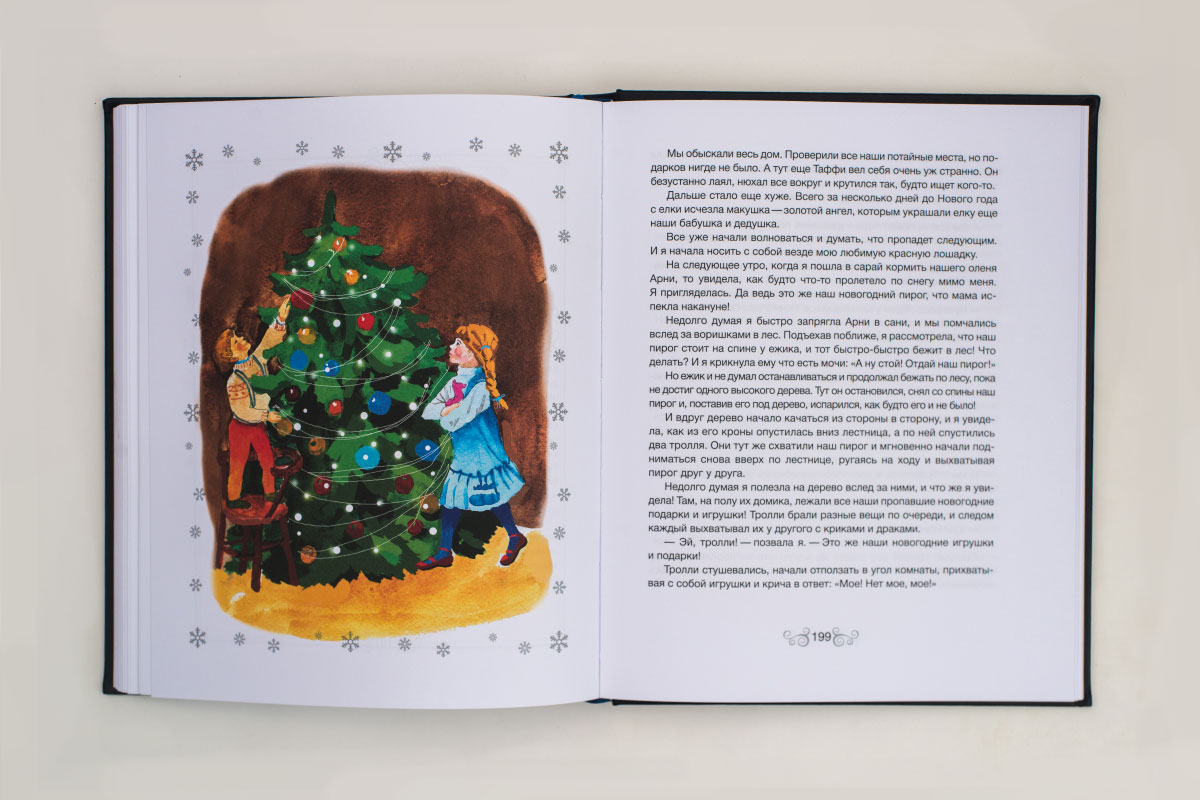 Мы обыскали весь дом. Проверили все наши потайные места, но по-
дарков нигде не было. А тут еще Таффи вел себя очень уж странно. Он
безустанно лаял, нюхал все вокруг и крутился так, будто ищет кого-то.
Дальше стало еще хуже. Всего за несколько дней до Нового года
с елки исчезла макушка — золотой ангел, которым украшали елку еще
наши бабушка и дедушка.
Все уже начали волноваться и думать, что пропадет следующим.
И я начала носить с собой везде мою любимую красную лошадку.
На следующее утро, когда я пошла в сарай кормить нашего оленя
Арни, то увидела, как будто что-то пролетело по снегу мимо меня.
Я пригляделась. Да ведь это же наш новогодний пирог, что мама ис-
пекла накануне!
Недолго думая я быстро запрягла Арни в сани, и мы помчались
вслед за воришками в лес. Подъехав поближе, я рассмотрела, что наш
пирог стоит на спине у ежика, и тот быстро-быстро бежит в лес! Что
делать? И я крикнула ему что есть мочи: «А ну стой! Отдай наш пирог!»
Но ежик и не думал останавливаться и продолжал бежать по лесу, пока
не достиг одного высокого дерева. Тут он остановился, снял со спины наш
пирог и, поставив его под дерево, испарился, как будто его и не было!
И вдруг дерево начало качаться из стороны в сторону, и я увиде-
ла, как из его кроны опустилась вниз лестница, а по ней спустились
два тролля. Они тут же схватили наш пирог и мгновенно начали под-
ниматься снова вверх по лестнице, ругаясь на ходу и выхватывая
пирог друг у друга.
Недолго думая я полезла на дерево вслед за ними, и что же я уви-
дела! Там, на полу их домика, лежали все наши пропавшие новогодние
подарки и игрушки! Тролли брали разные вещи по очереди, и следом
каждый выхватывал их у другого с криками и драками.
— Эй, тролли! — позвала я. — Это же наши новогодние игрушки
и подарки!
Тролли стушевались, начали отползать в угол комнаты, прихваты-
вая с собой игрушки и крича в ответ: «Мое! Нет мое, мое!»
199